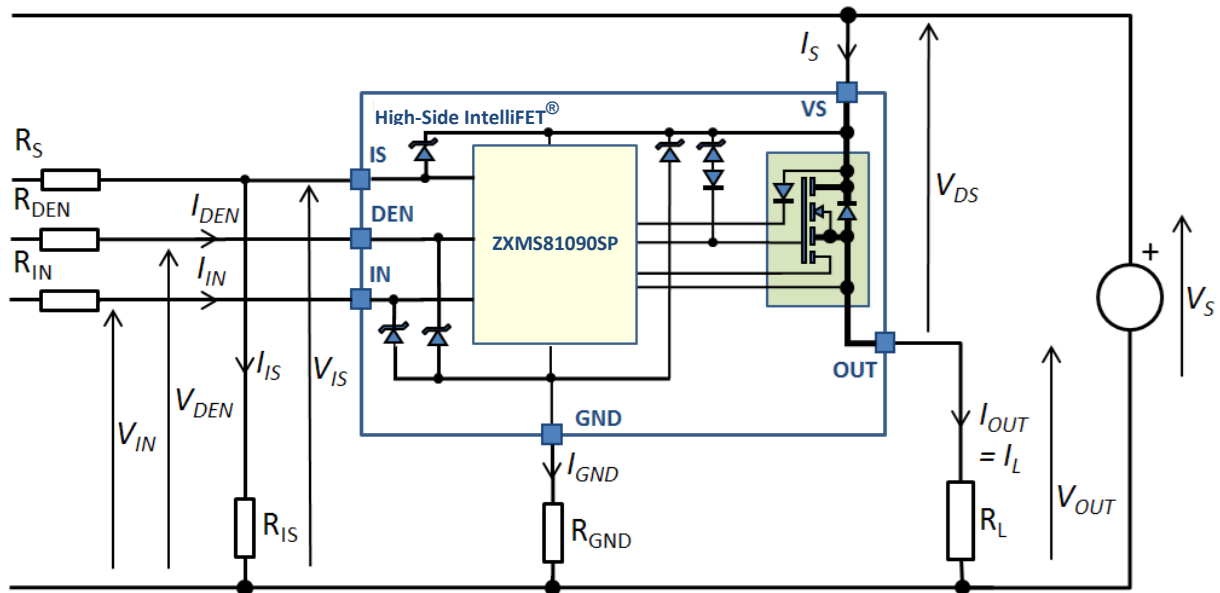 I_S
VS
High-Side IntelliFET®
R_S
IS
R_DEN
I_DEN
DEN
V_DS
ZXMS81090SP
R_IN
I_IN
IN
+
V_S
I_IS
V_IS
OUT
V_DEN
V_IN
GND
I_OUT
= I_L
I_GND
V_OUT
R_IS
R_GND
R_L